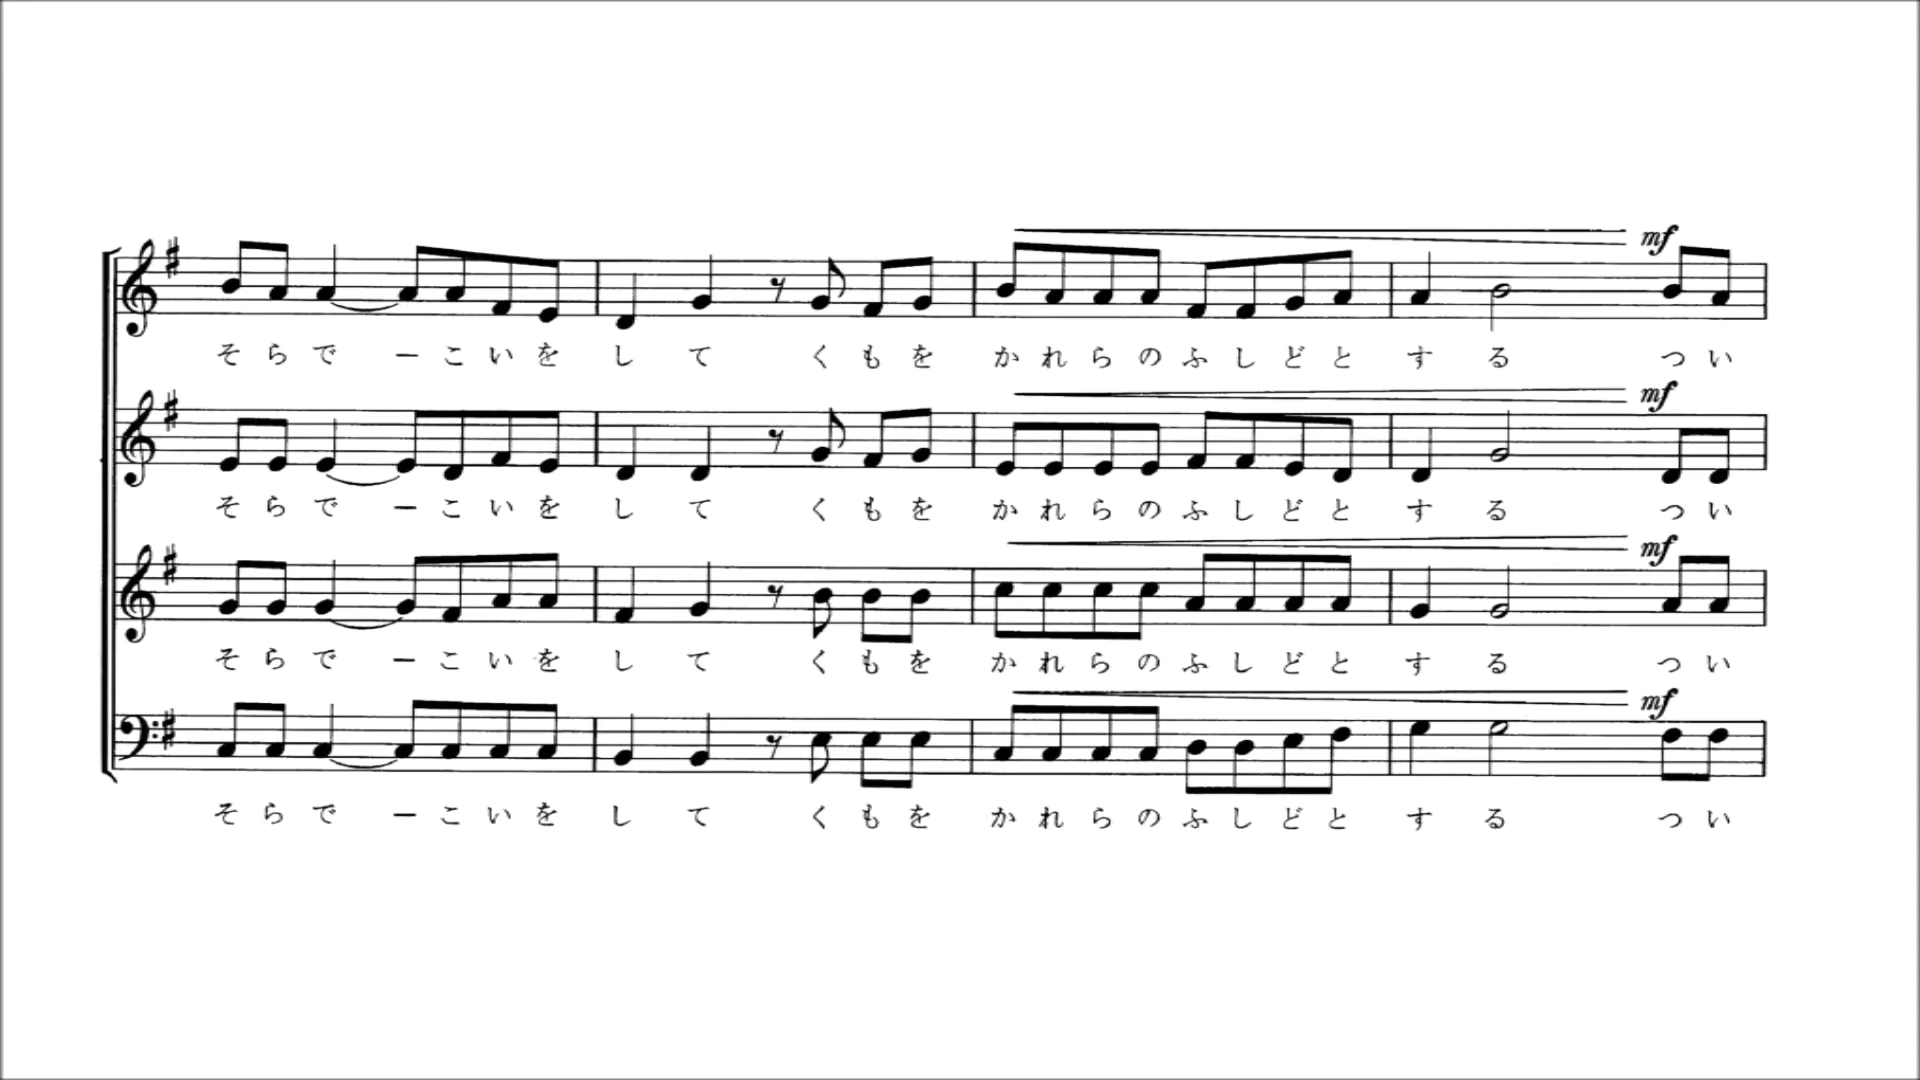 mf
そらで ー こいを し て くもを かれらのふしどと す る つい
mf
そらで ー こいを し て くもを かれらのふしどと す る つい
mf
そらで ー こいを し て くもを かれらのふしどと す る つい
mf
そらで ー こいを し て くもを かれらのふしどと す る つい